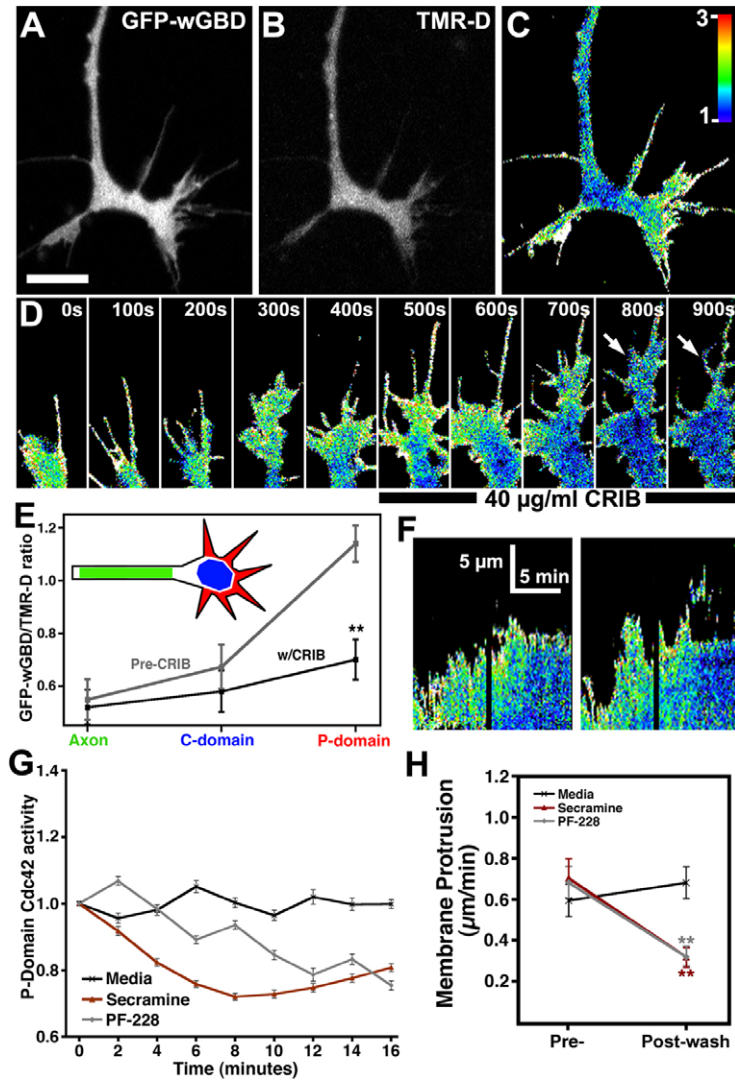 A GFP-wGBD
B TMR-D
C 3
1
D 0s 100s 200s 300s 400s 500s 600s 700s 800s 900s
40 µg/ml CRIB
E
GFP-wGBD/TMR-D ratio
1.2
1.0
0.8
0.6
Pre-CRIB
w/CRIB
**
Axon C-domain P-domain
F
5 µm
5 min
G
P-Domain Cdc42 activity
1.4
1.2
1.0
0.8
0.6
Media
Secramine
PF-228
0 2 4 6 8 10 12 14 16
Time (minutes)
H
Membrane Protrusion
(µm/min)
1.2
1.0
0.8
0.6
0.4
0.2
Media
Secramine
PF-228
**
**
Pre- Post-wash